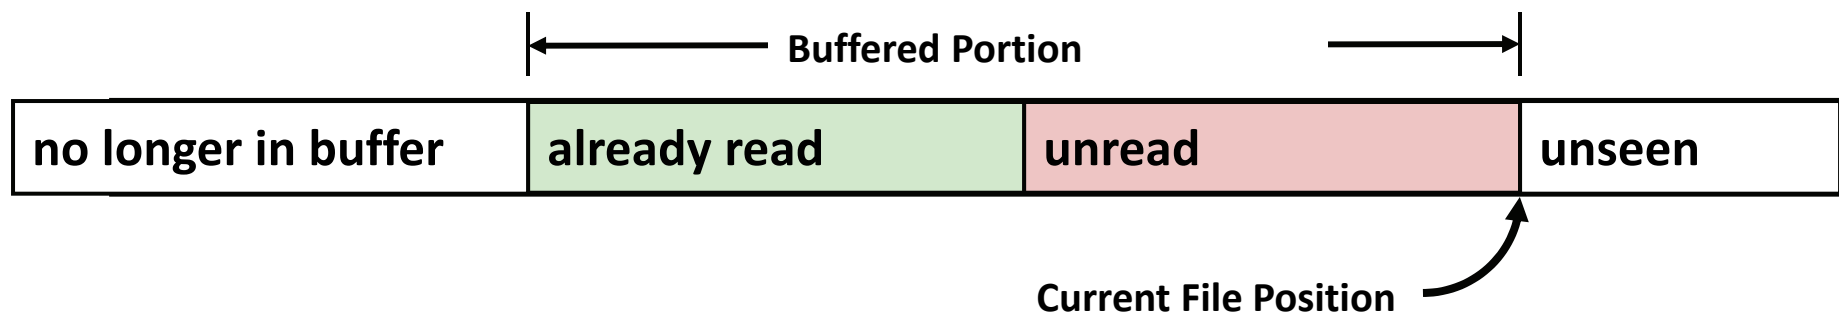 Buffered Portion
no longer in buffer
already read
unread
unseen
Current File Position